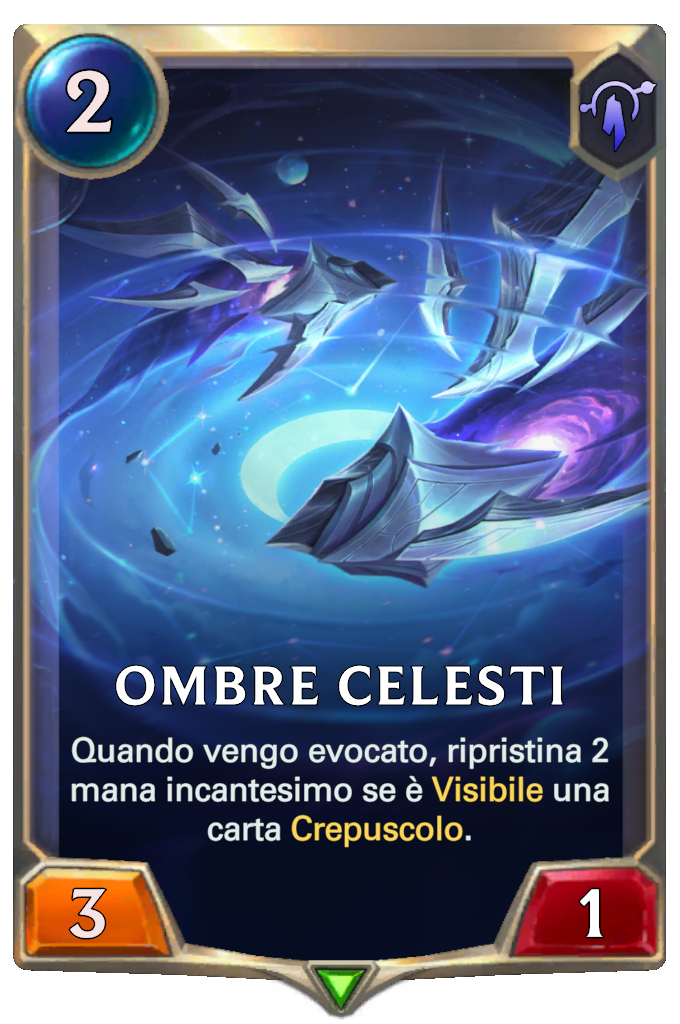 2
OMBRE CELESTI
Quando vengo evocato, ripristina 2
mana incantesimo se è Visibile una
carta Crepuscolo.
3
1